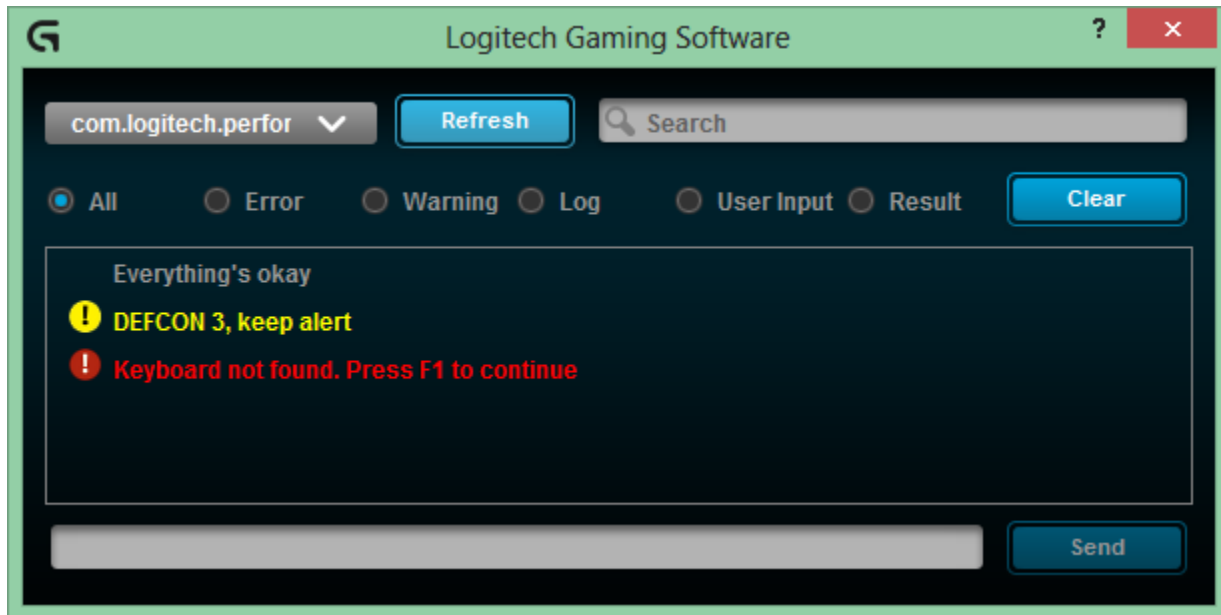 Logitech Gaming Software ?
com.logitech.perfor Refresh Search
All Error Warning Log User Input Result Clear
Everything's okay
! DEFCON 3, keep alert
! Keyboard not found. Press F1 to continue
Send